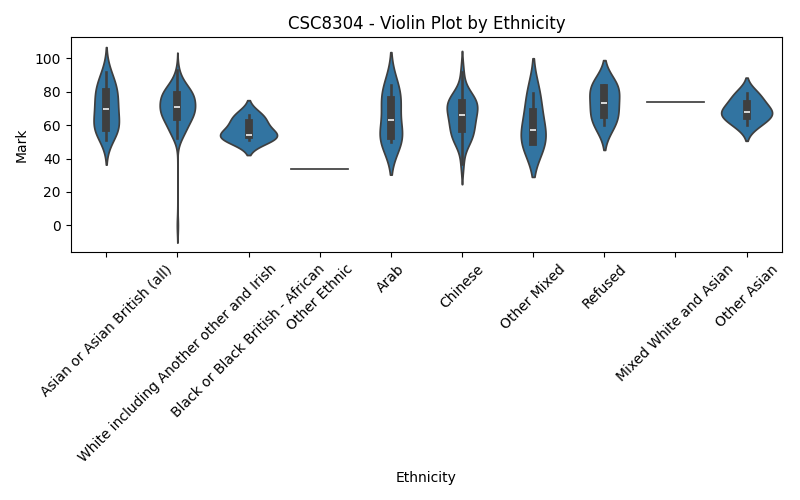 CSC8304 - Violin Plot by Ethnicity
Mark
100
80
60
40
20
0
Asian or Asian British (all)
White including Another other and Irish
Black or Black British - African
Other Ethnic
Arab
Chinese
Other Mixed
Refused
Mixed White and Asian
Other Asian
Ethnicity